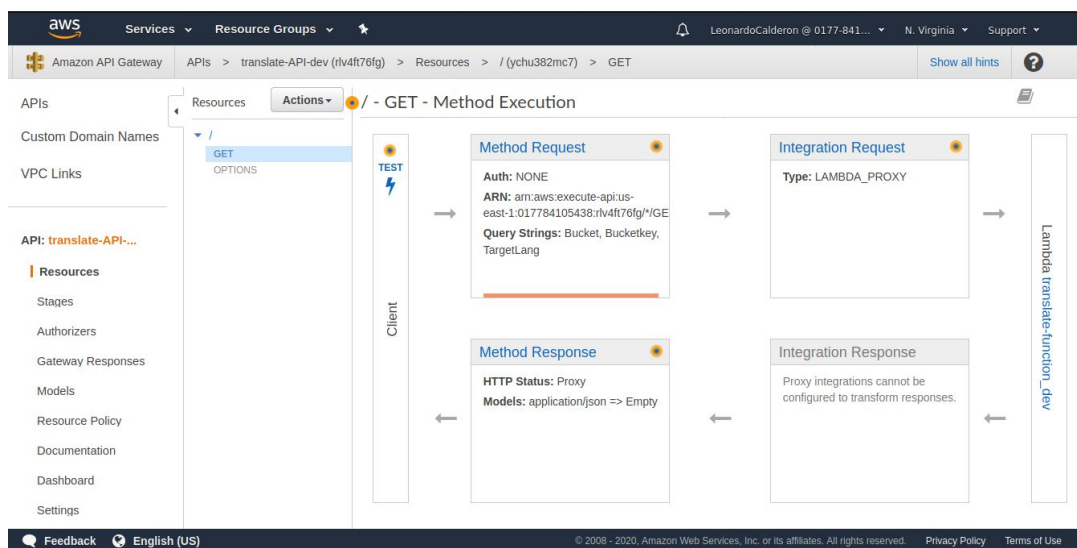 aws Services Resource Groups LeonardoCalderon @ 0177-841... N. Virginia Support
Amazon API Gateway APIs > translate-API-dev (rlv4ft76fg) > Resources > / (ychu382mc7) > GET Show all hints ?
APIs
Custom Domain Names
VPC Links
API: translate-API-...
Resources
Stages
Authorizers
Gateway Responses
Models
Resource Policy
Documentation
Dashboard
Settings
Resources Actions
/
GET
OPTIONS
/ - GET - Method Execution
TEST
Client
Method Request
Auth: NONE
ARN: arn:aws:execute-api:us-
east-1:017784105438:rlv4ft76fg/*/GE
Query Strings: Bucket, Bucketkey,
TargetLang
Integration Request
Type: LAMBDA_PROXY
Lambda translate-function_dev
Method Response
HTTP Status: Proxy
Models: application/json => Empty
Integration Response
Proxy integrations cannot be
configured to transform responses.
Feedback English (US) © 2008 - 2020, Amazon Web Services, Inc. or its affiliates. All rights reserved. Privacy Policy Terms of Use